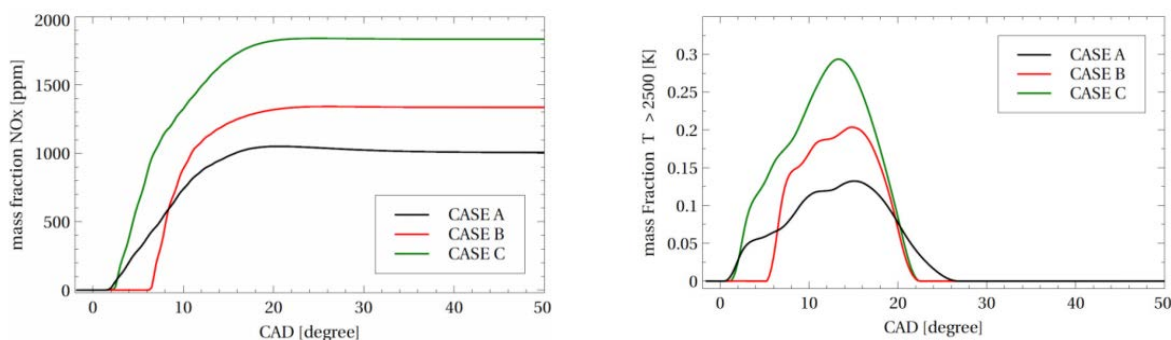 mass fraction NOx [ppm]
2000
1500
1000
500
0
CASE A
CASE B
CASE C
0 10 20 30 40 50
CAD [degree]
mass Fraction T > 2500 [K]
0.3
0.25
0.2
0.15
0.1
0.05
0
CASE A
CASE B
CASE C
0 10 20 30 40 50
CAD [degree]